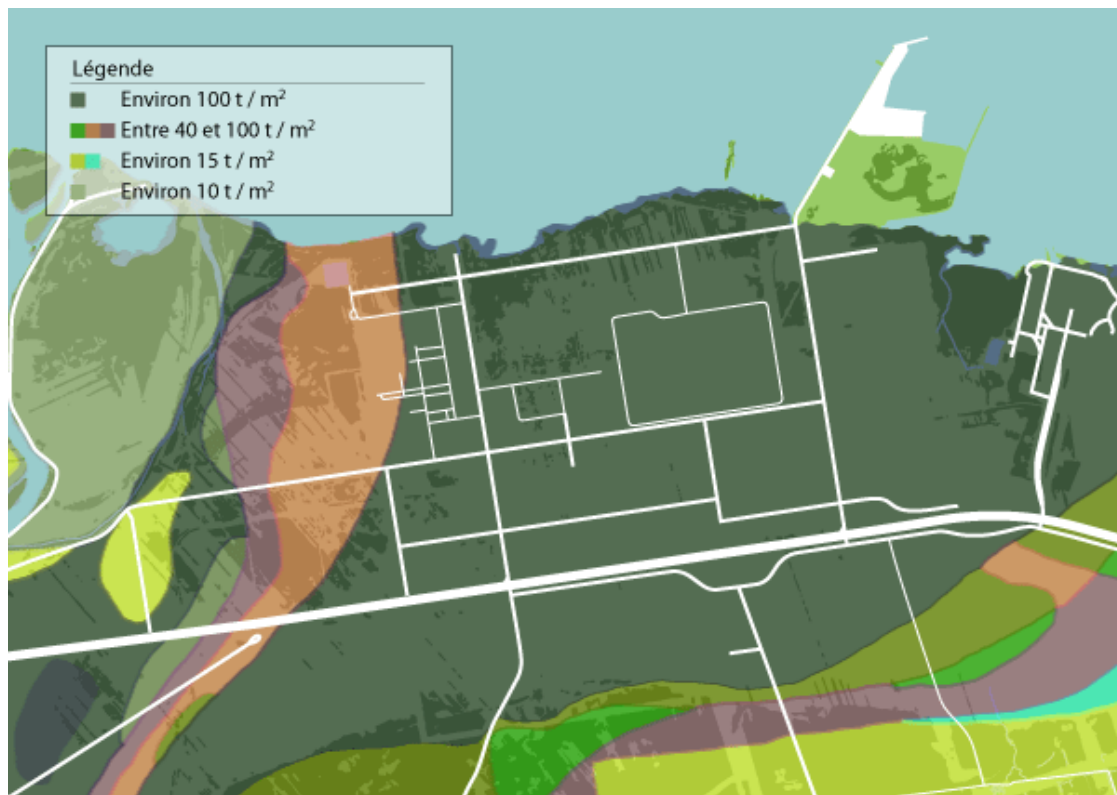 Légende
Environ 100 t / m²
Entre 40 et 100 t / m²
Environ 15 t / m²
Environ 10 t / m²